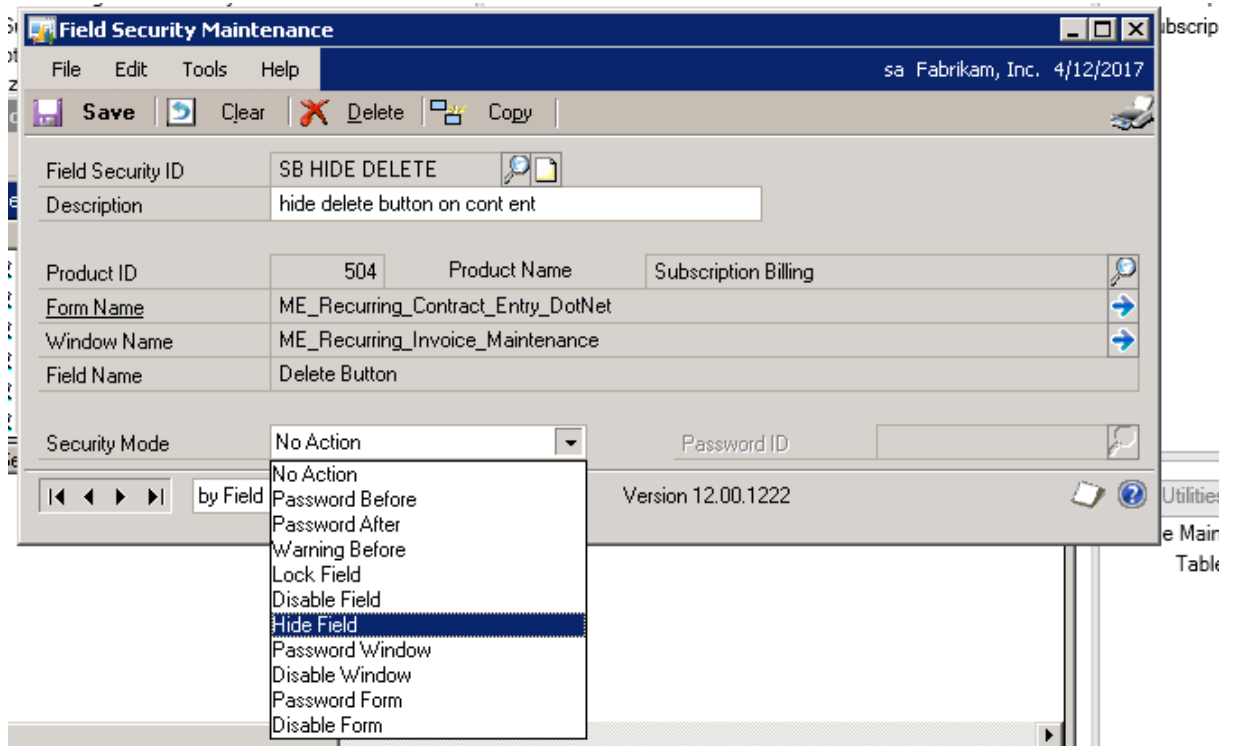 Field Security Maintenance
ubscrip
File Edit Tools Help sa Fabrikam, Inc. 4/12/2017
Save Clear Delete Copy
Field Security ID SB HIDE DELETE
Description hide delete button on cont ent
Product ID 504 Product Name Subscription Billing
Form Name ME_Recurring_Contract_Entry_DotNet
Window Name ME_Recurring_Invoice_Maintenance
Field Name Delete Button
Security Mode No Action Password ID
No Action
by Field Password Before Version 12.00.1222 Utilities
Password After
Warning Before e Main
Lock Field Table
Disable Field
Hide Field
Password Window
Disable Window
Password Form
Disable Form